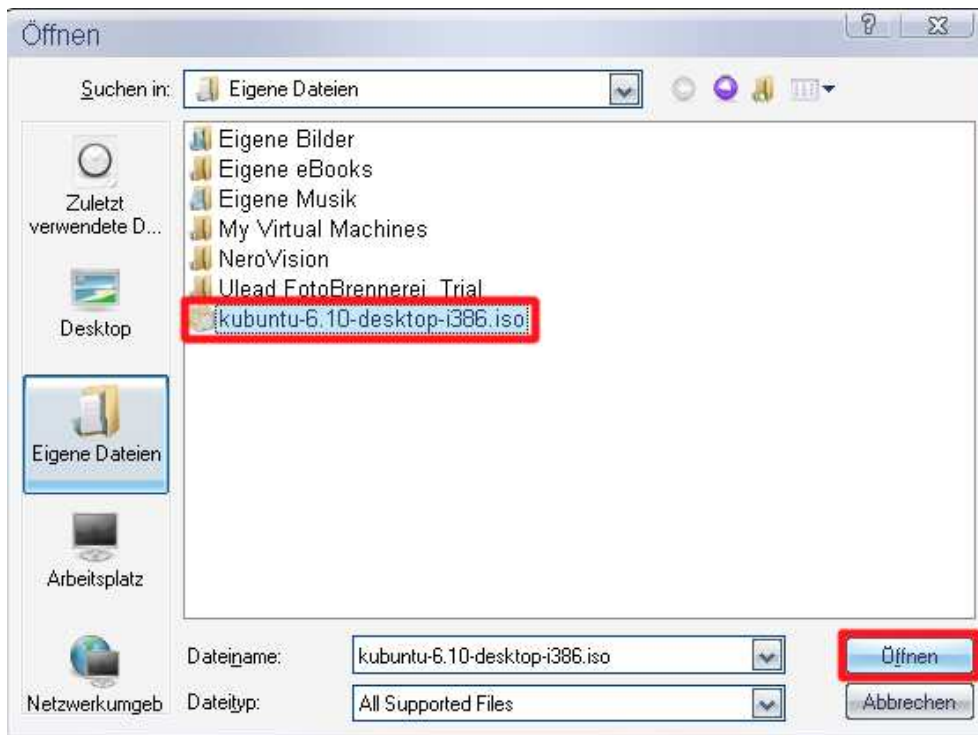 Öffnen
Suchen in:
Eigene Dateien
Eigene Bilder
Eigene eBooks
Eigene Musik
My Virtual Machines
NeroVision
Ulead FotoBrennerei_Trial
kubuntu-6.10-desktop-i386.iso
Zuletzt
verwendete D...
Desktop
Eigene Dateien
Arbeitsplatz
Netzwerkumgeb
Dateiname:
kubuntu-6.10-desktop-i386.iso
Öffnen
Dateityp:
All Supported Files
Abbrechen